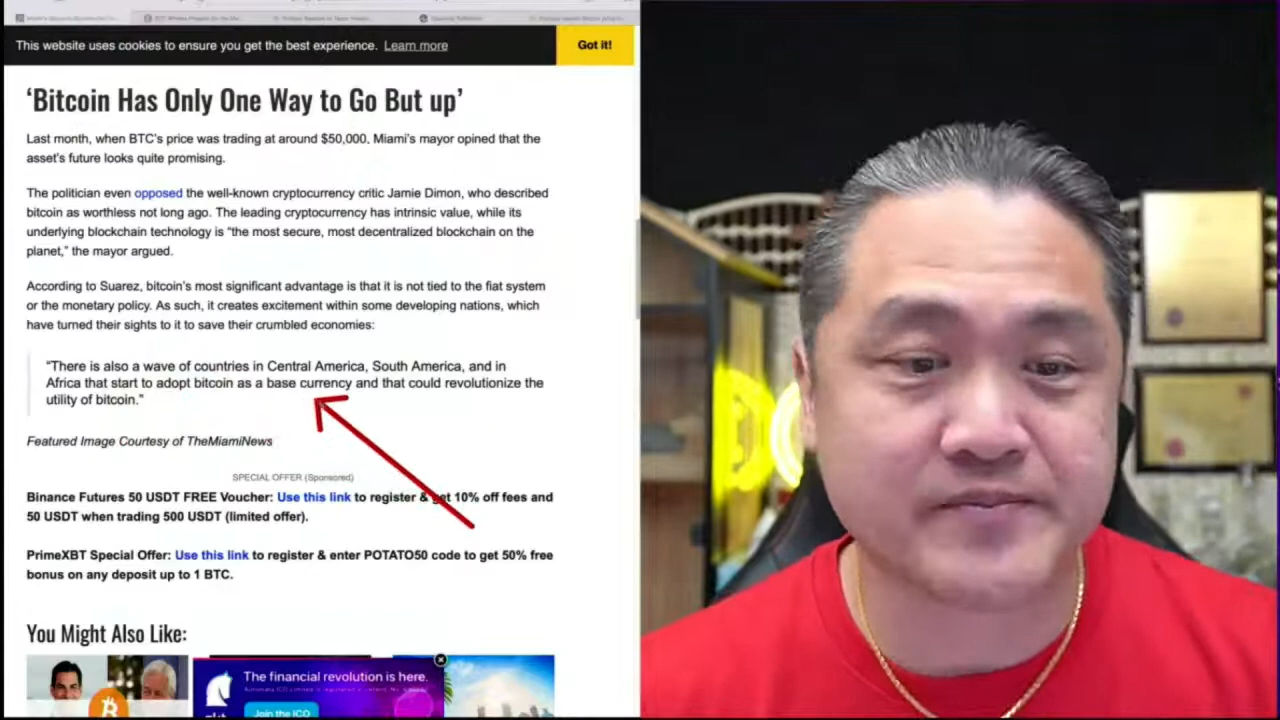 This website uses cookies to ensure you get the best experience. Learn more
Got it!
‘Bitcoin Has Only One Way to Go But up’
Last month, when BTC's price was trading at around $50,000, Miami's mayor opined that the
asset's future looks quite promising.
The politician even opposed the well-known cryptocurrency critic Jamie Dimon, who described
bitcoin as worthless not long ago. The leading cryptocurrency has intrinsic value, while its
underlying blockchain technology is “the most secure, most decentralized blockchain on the
planet,” the mayor argued.
According to Suarez, bitcoin's most significant advantage is that it is not tied to the fiat system
or the monetary policy. As such, it creates excitement within some developing nations, which
have turned their sights to it to save their crumbled economies:
“There is also a wave of countries in Central America, South America, and in
Africa that start to adopt bitcoin as a base currency and that could revolutionize the
utility of bitcoin.”
Featured Image Courtesy of TheMiamiNews
SPECIAL OFFER (Sponsored)
Binance Futures 50 USDT FREE Voucher: Use this link to register & get 10% off fees and
50 USDT when trading 500 USDT (limited offer).
PrimeXBT Special Offer: Use this link to register & enter POTATO50 code to get 50% free
bonus on any deposit up to 1 BTC.
You Might Also Like:
The financial revolution is here.
Join the ICO